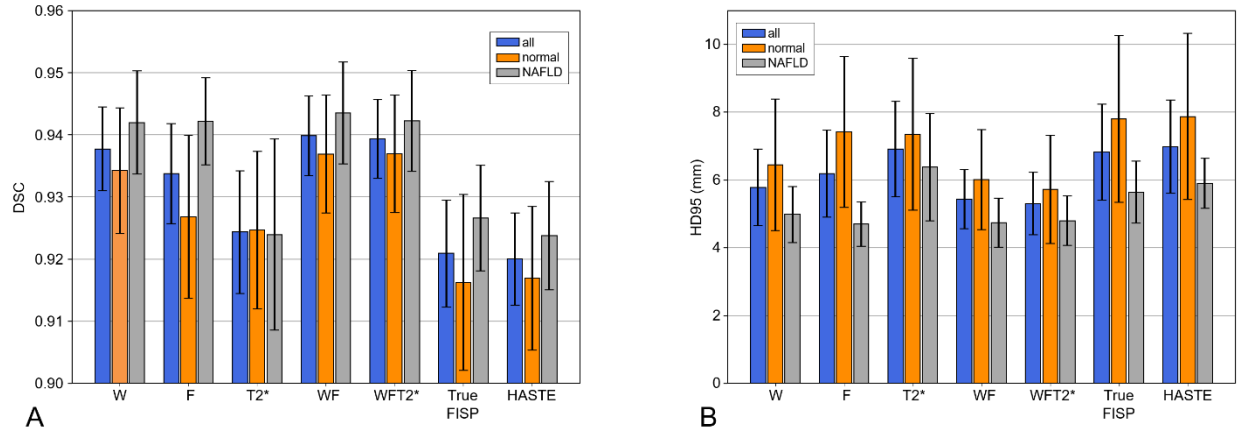 0.96
0.95
0.94
0.93
0.92
0.91
0.90
DSC
all
normal
NAFLD
W F T2* WF WFT2* True HASTE
FISP
A
10
8
6
4
2
0
HD95 (mm)
all
normal
NAFLD
W F T2* WF WFT2* True HASTE
FISP
B